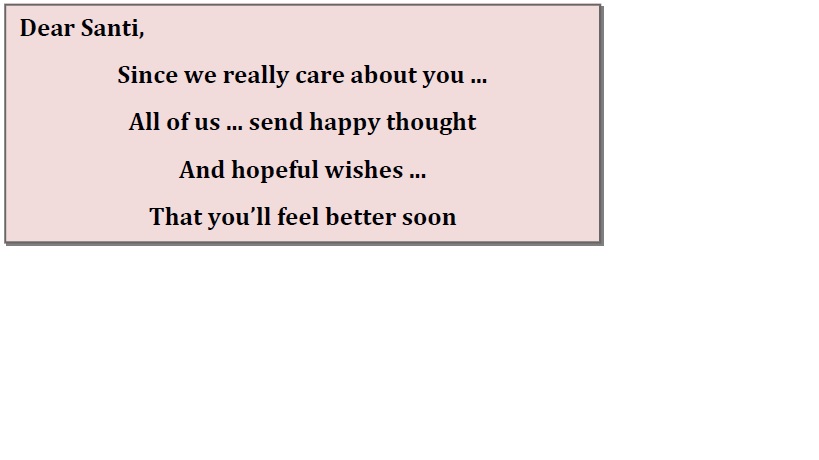 Dear Santi,
Since we really care about you ...
All of us ... send happy thought
And hopeful wishes ...
That you’ll feel better soon